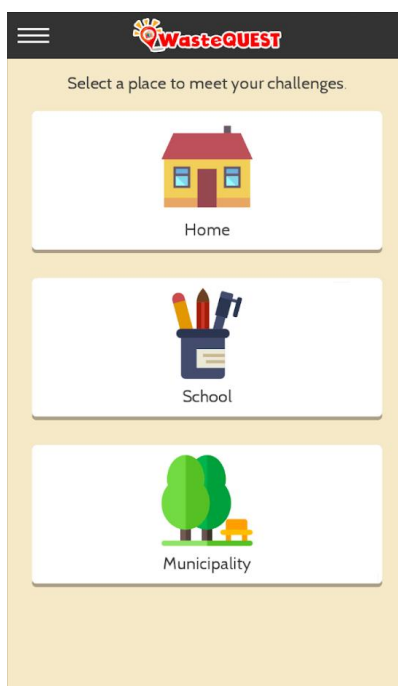 WasteQUEST
Select a place to meet your challenges.
Home
School
Municipality